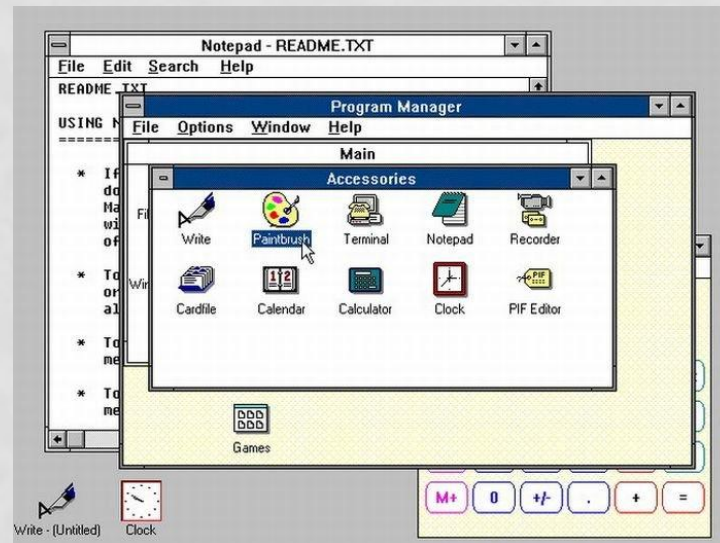 Notepad - README.TXT
File Edit Search Help
README.TXT
USING N
=====
* If
do
Ma
wi
of
* To
or
al
* To
me
* To
me
Program Manager
File Options Window Help
Main
Accessories
Write Paintbrush Terminal Notepad Recorder
Cardfile Calendar Calculator Clock PIF Editor
Games
M+ 0 +/- . + =
Write - (Untitled) Clock